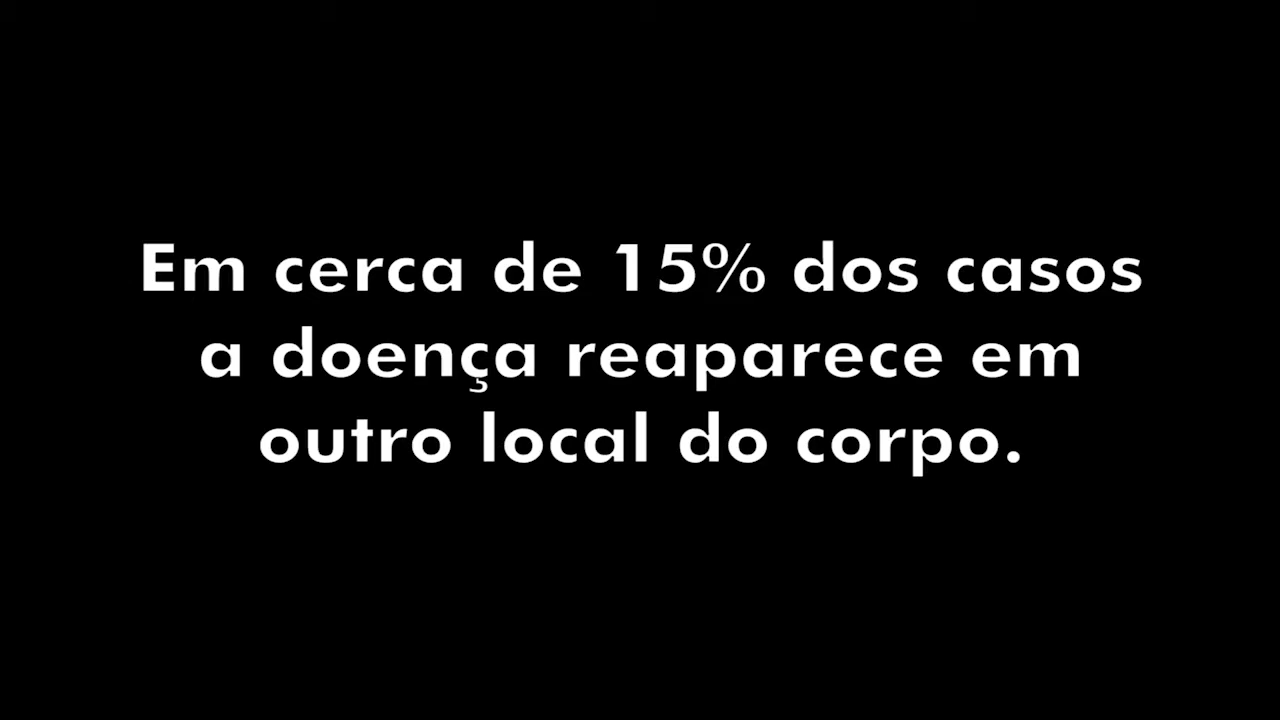 Em cerca de 15% dos casos
a doença reaparece em
outro local do corpo.